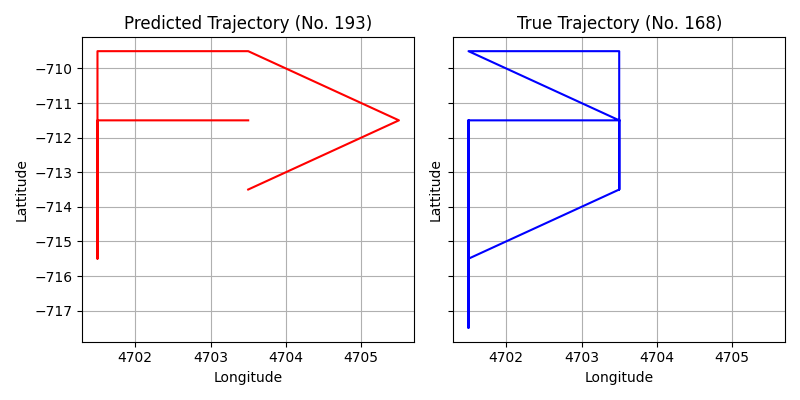 Predicted Trajectory (No. 193)
True Trajectory (No. 168)
−710
−711
−712
−713
−714
−715
−716
−717
Lattitude
Lattitude
4702 4703 4704 4705
4702 4703 4704 4705
Longitude
Longitude